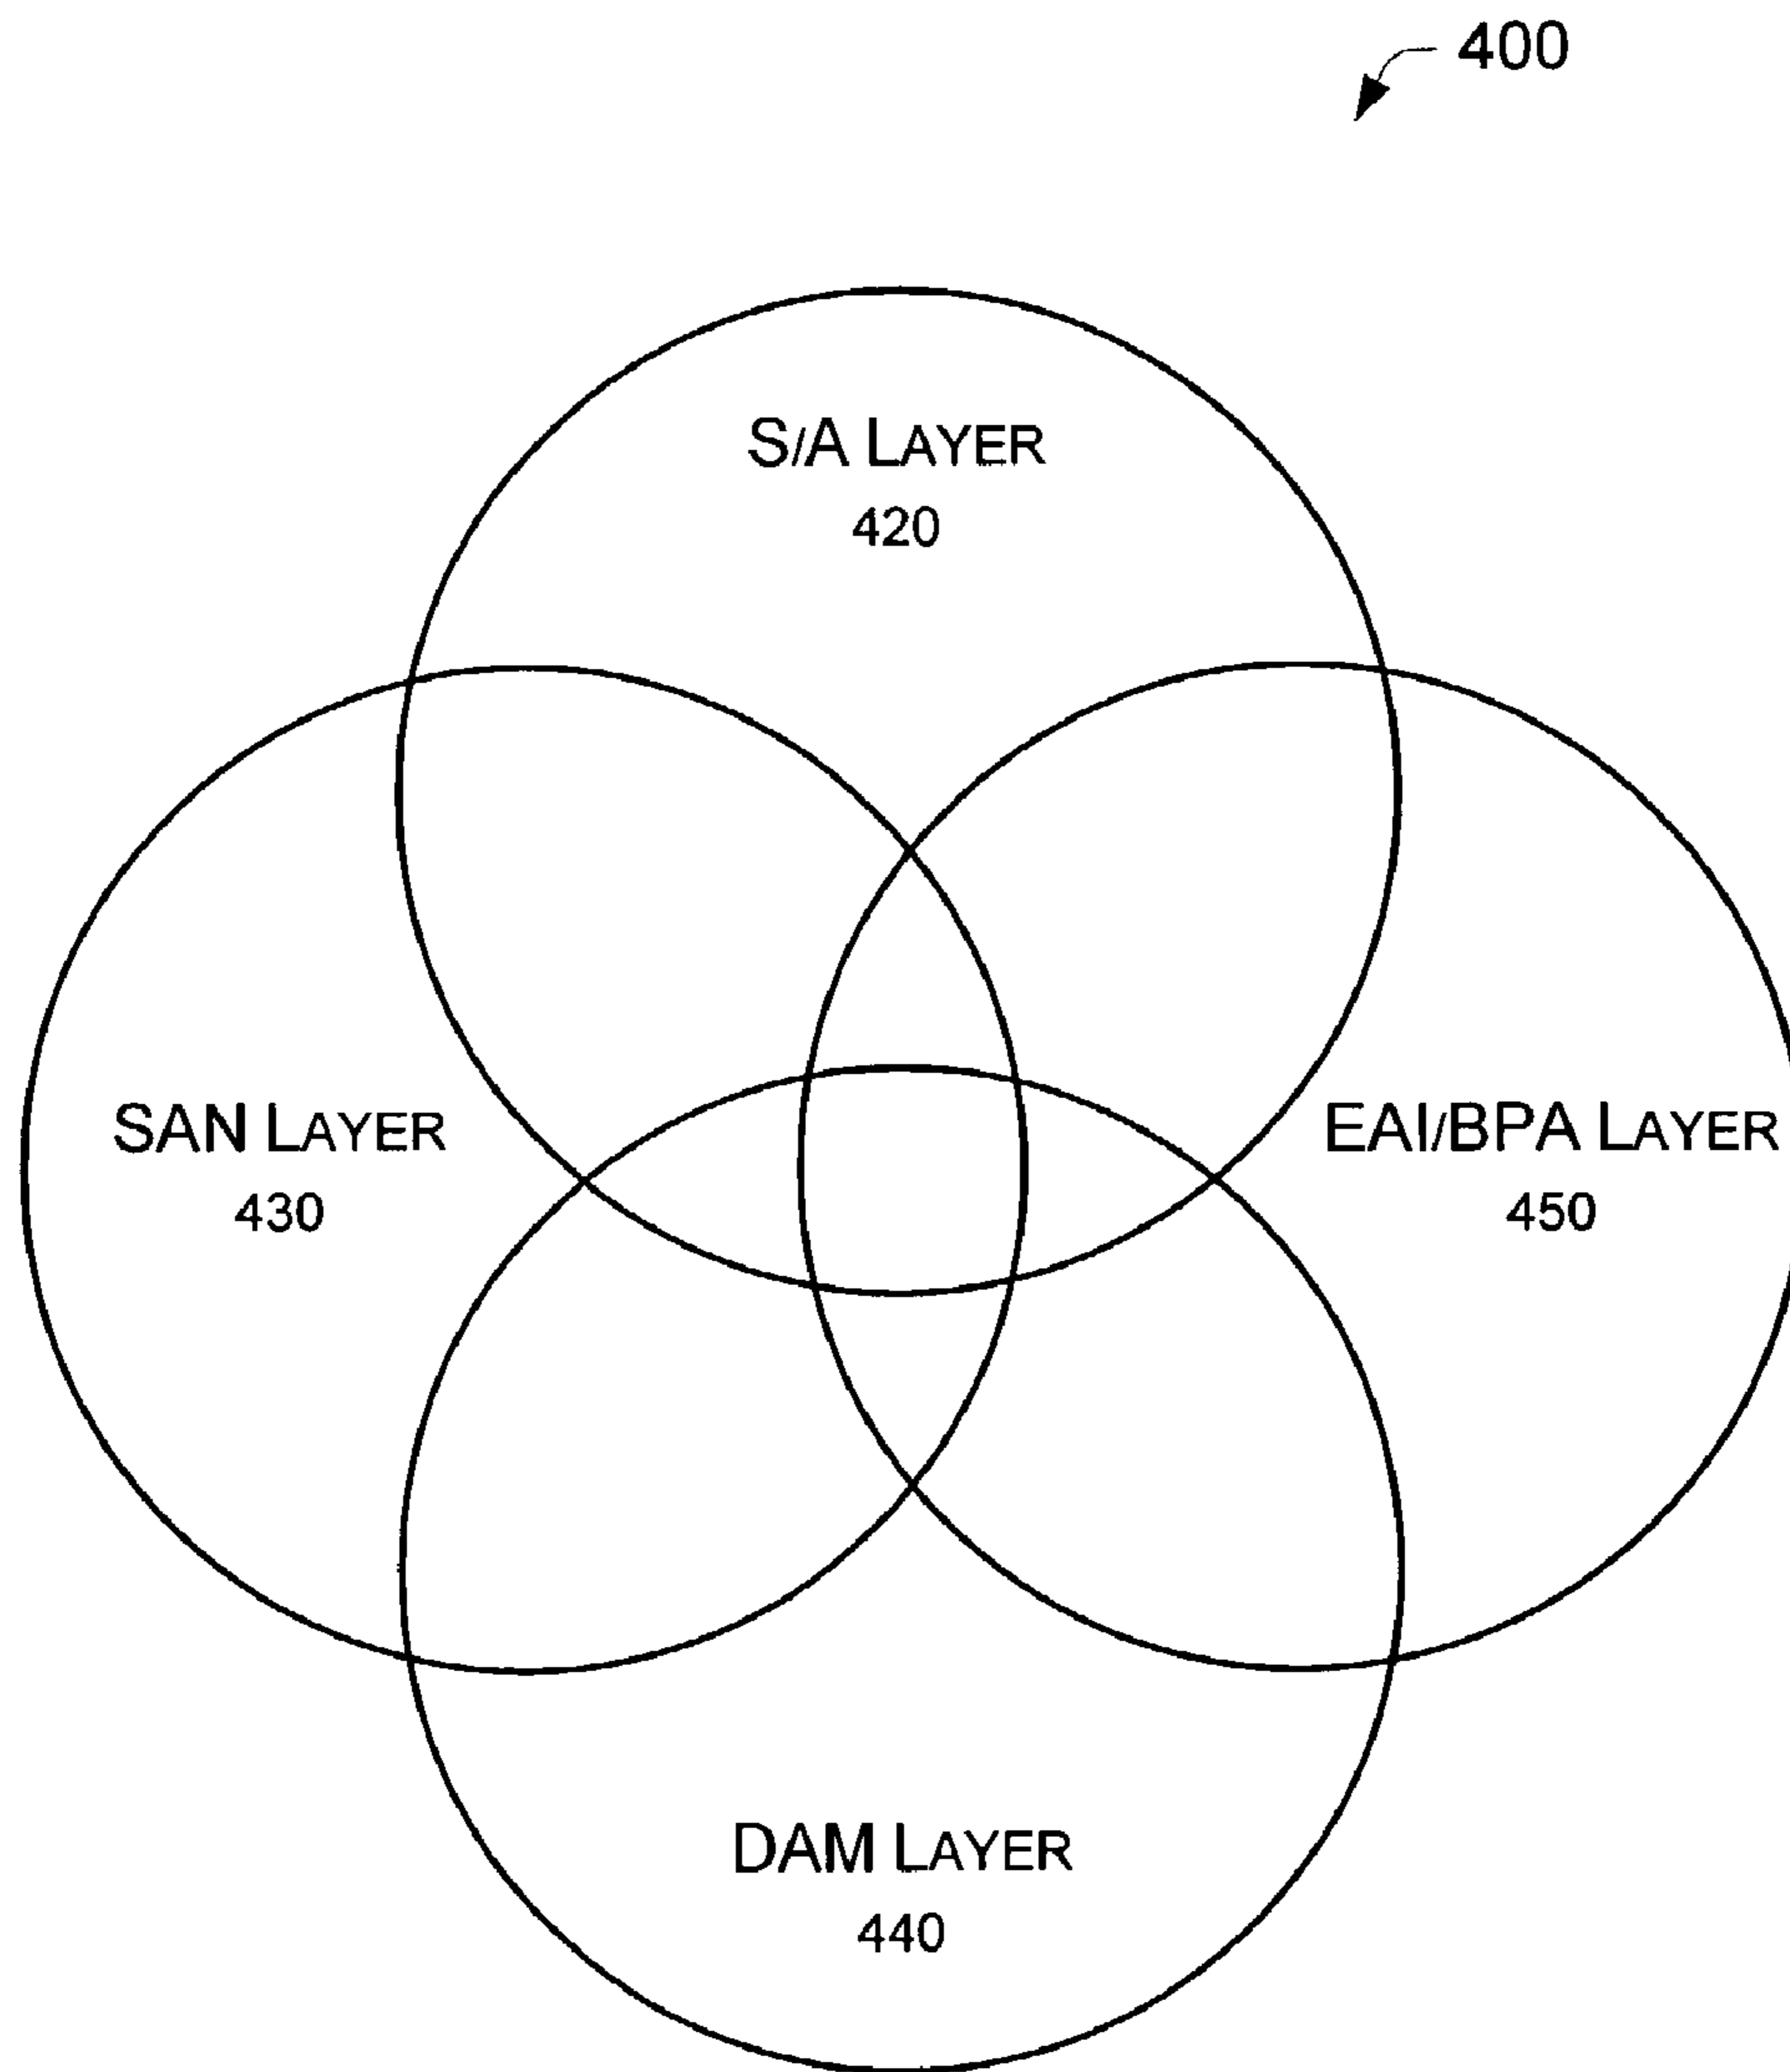 400
S/A LAYER
420
SAN LAYER
430
EAI/BPA LAYER
450
DAM LAYER
440